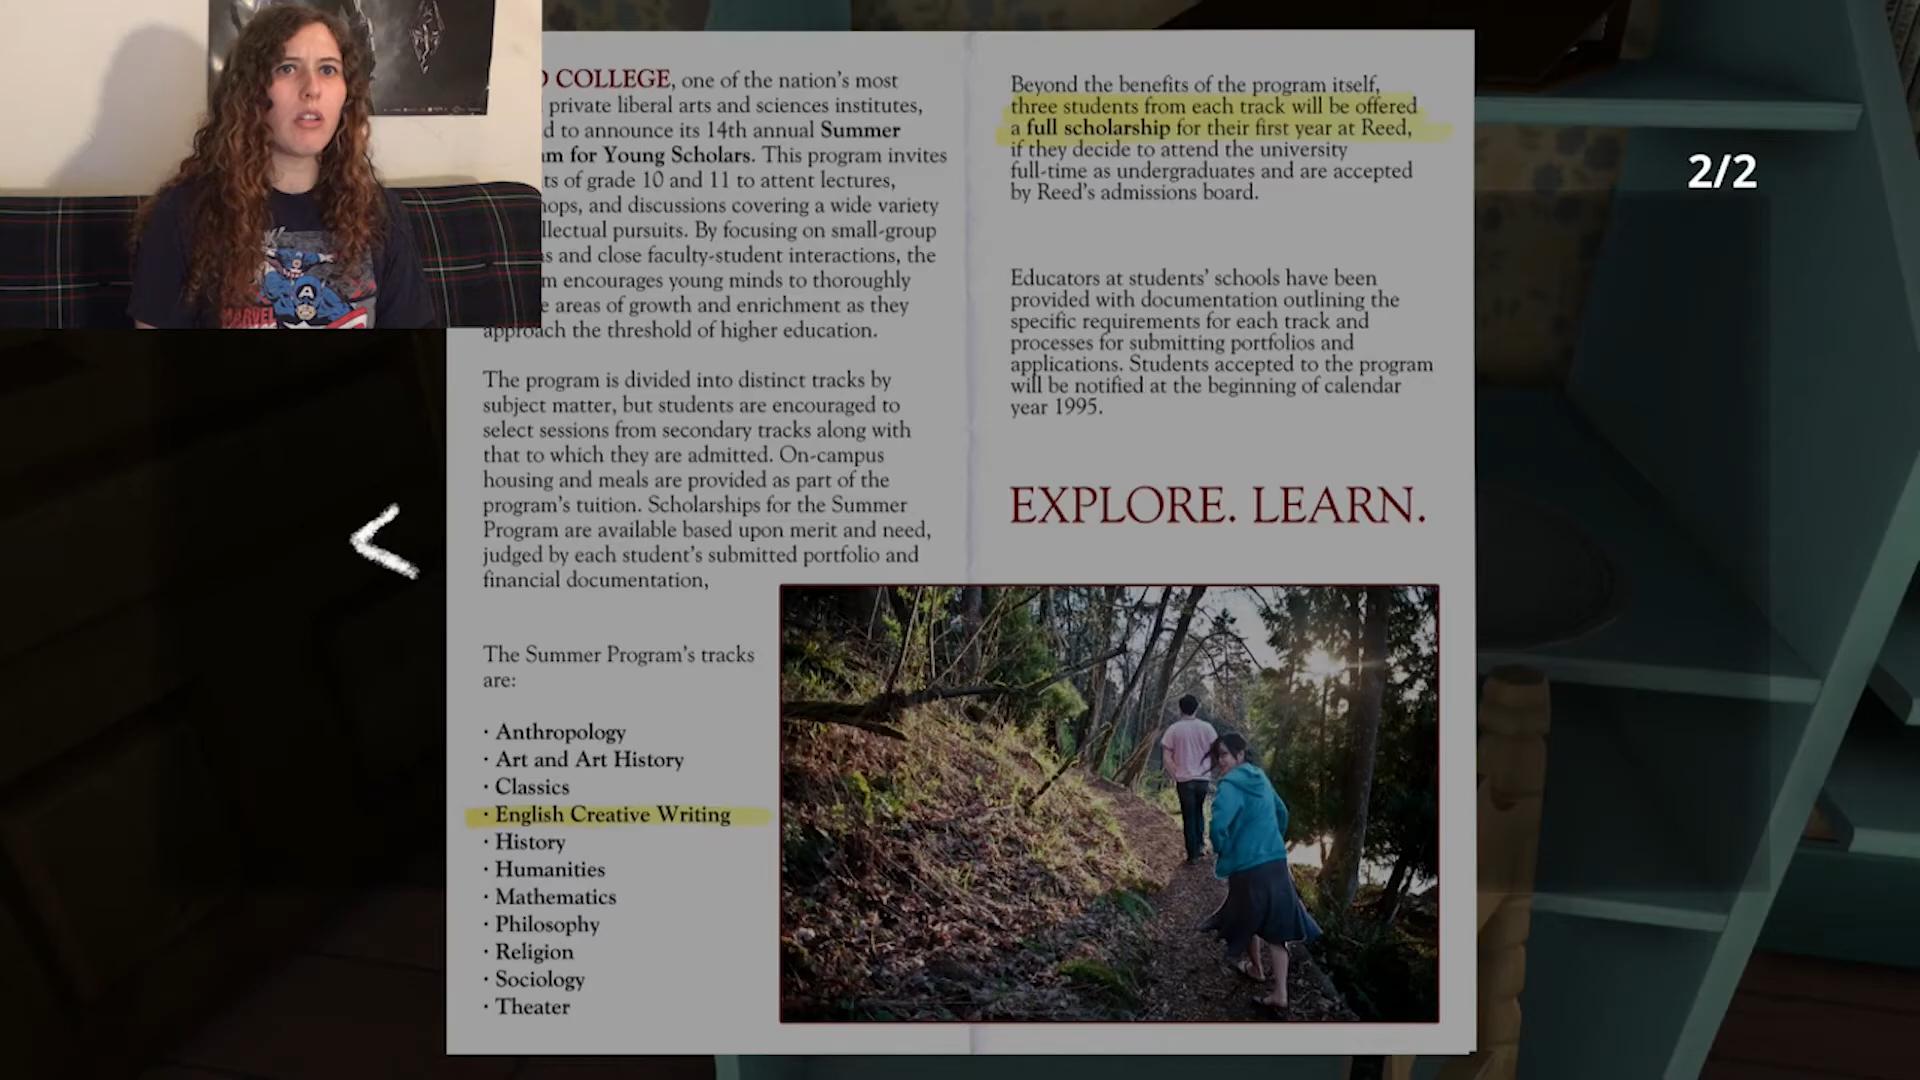 COLLEGE, one of the nation's most
private liberal arts and sciences institutes,
to announce its 14th annual Summer
for Young Scholars. This program invites
of grade 10 and 11 to attent lectures,
and discussions covering a wide variety
pursuits. By focusing on small-group
and close faculty-student interactions, the
encourages young minds to thoroughly
areas of growth and enrichment as they
approach the threshold of higher education.
The program is divided into distinct tracks by
subject matter, but students are encouraged to
select sessions from secondary tracks along with
that to which they are admitted. On-campus
housing and meals are provided as part of the
program's tuition. Scholarships for the Summer
Program are available based upon merit and need,
judged by each student's submitted portfolio and
financial documentation,
The Summer Program's tracks
are:
· Anthropology
· Art and Art History
· Classics
· English Creative Writing
· History
· Humanities
· Mathematics
· Philosophy
· Religion
· Sociology
· Theater
Beyond the benefits of the program itself,
three students from each track will be offered
a full scholarship for their first year at Reed,
if they decide to attend the university
full-time as undergraduates and are accepted
by Reed's admissions board.
Educators at students' schools have been
provided with documentation outlining the
specific requirements for each track and
processes for submitting portfolios and
applications. Students accepted to the program
will be notified at the beginning of calendar
year 1995.
EXPLORE. LEARN.
2/2
MARVEL